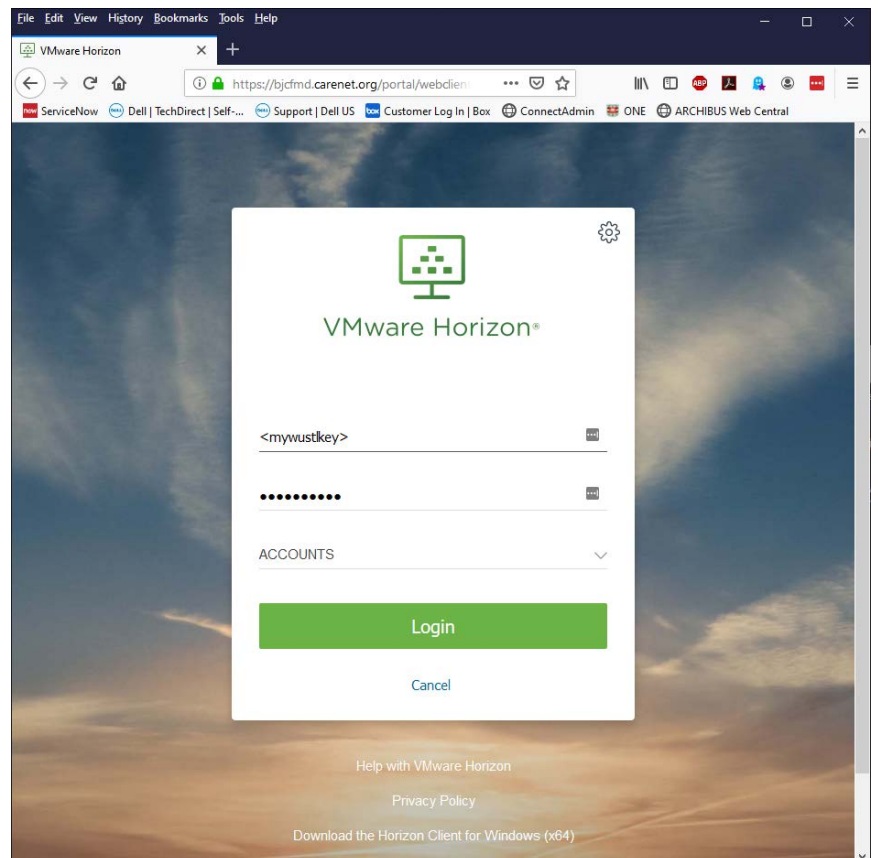 File Edit View History Bookmarks Tools Help
VMware Horizon
https://bjcfmd.carenet.org/portal/webclien
ServiceNow Dell | TechDirect | Self-... Support | Dell US Customer Log In | Box ConnectAdmin ONE ARCHIBUS Web Central
VMware Horizon®
<mywustlkey>
ACCOUNTS
Login
Cancel
Help with VMware Horizon
Privacy Policy
Download the Horizon Client for Windows (x64)